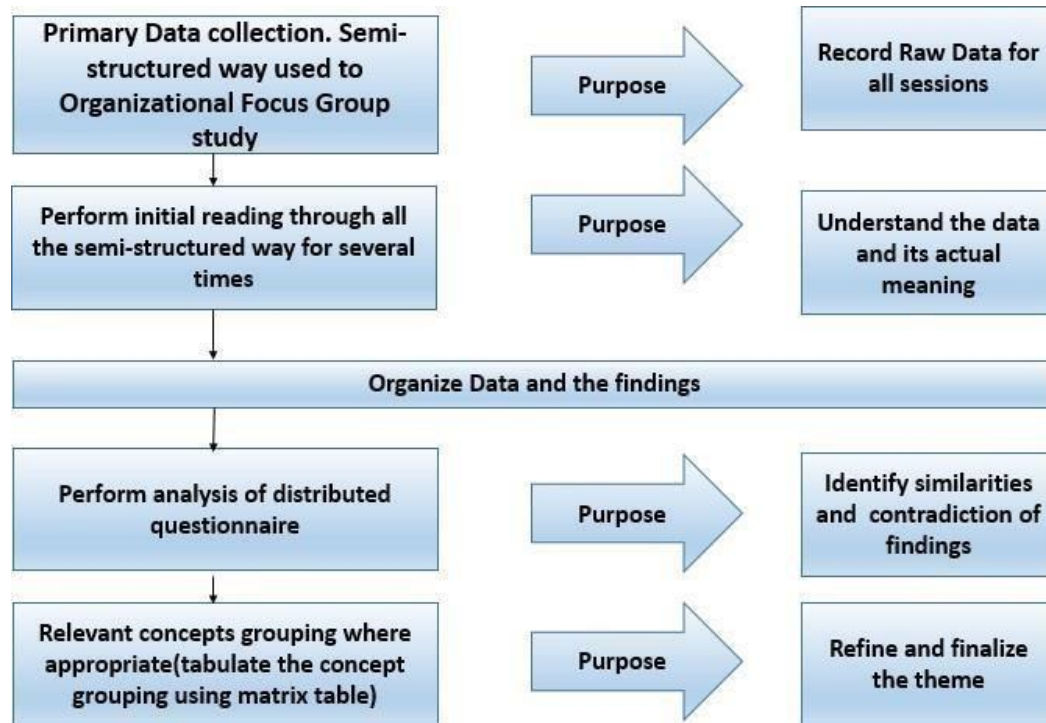 Primary Data collection. Semi-
structured way used to
Organizational Focus Group
study
Purpose
Record Raw Data for
all sessions
Perform initial reading through all
the semi-structured way for several
times
Purpose
Understand the data
and its actual
meaning
Organize Data and the findings
Perform analysis of distributed
questionnaire
Purpose
Identify similarities
and contradiction of
findings
Relevant concepts grouping where
appropriate(tabulate the concept
grouping using matrix table)
Purpose
Refine and finalize
the theme